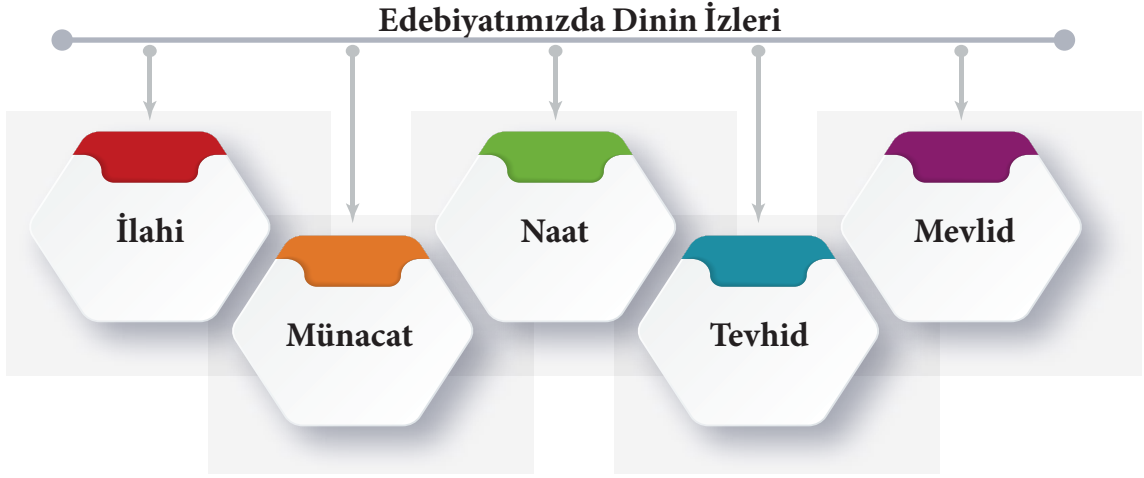 Edebiyatımızda Dinin İzleri
İlahi
Münacat
Naat
Tevhid
Mevlid